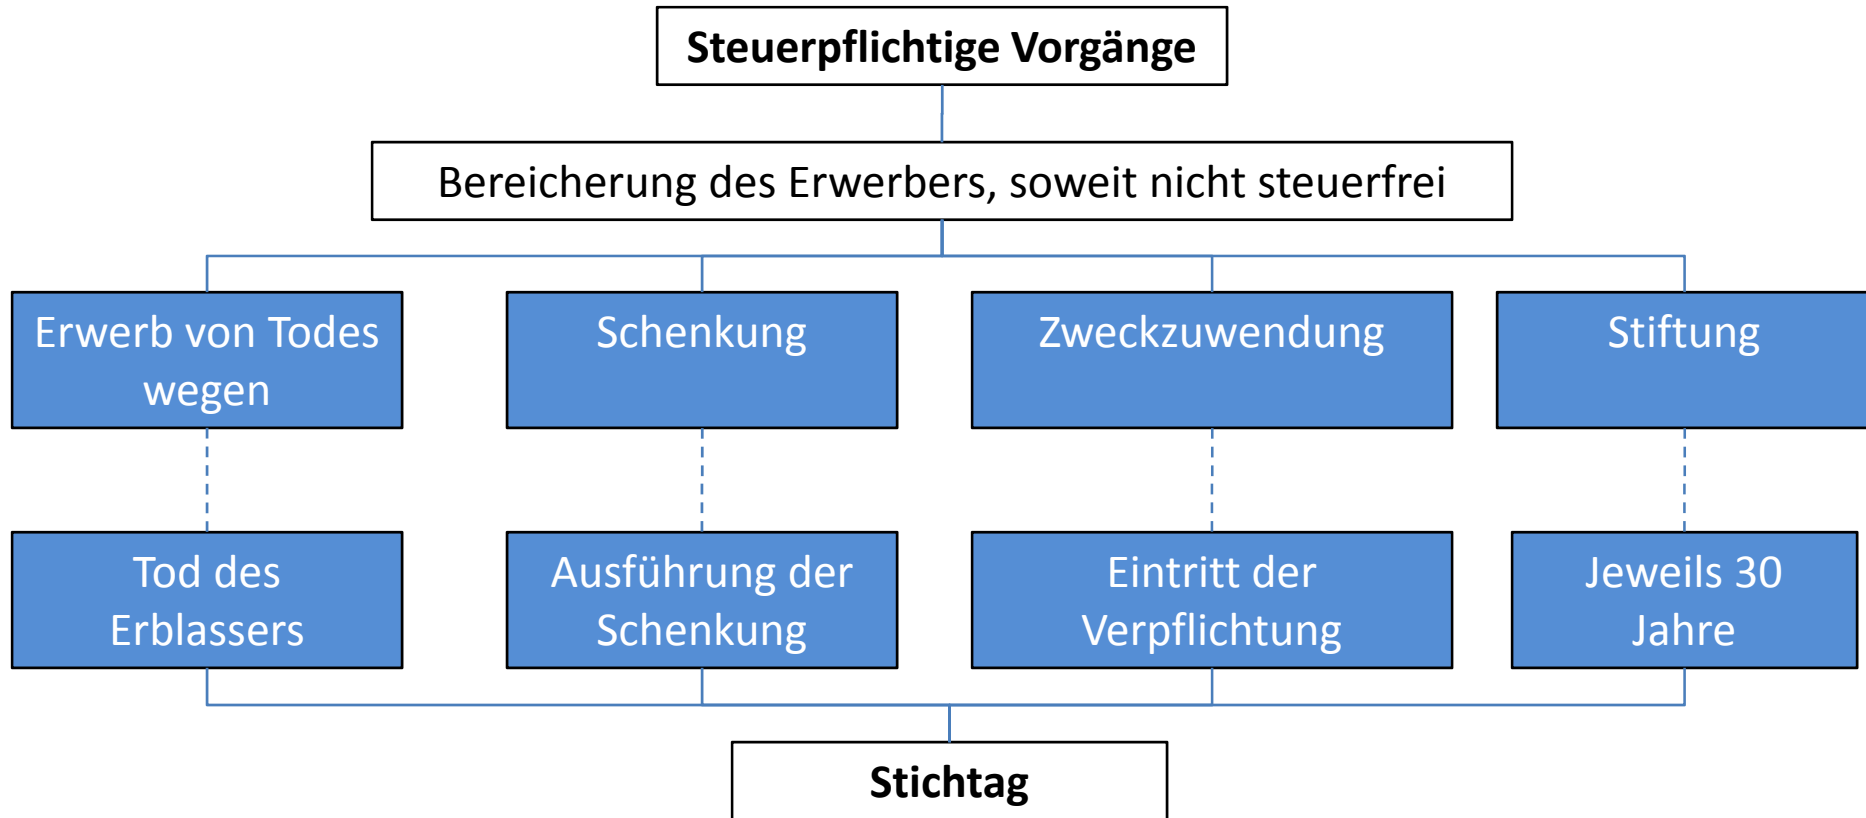 Steuerpflichtige Vorgänge
Bereicherung des Erwerbers, soweit nicht steuerfrei
Erwerb von Todes
wegen
Schenkung
Zweckzuwendung
Stiftung
Tod des
Erblassers
Ausführung der
Schenkung
Eintritt der
Verpflichtung
Jeweils 30
Jahre
Stichtag